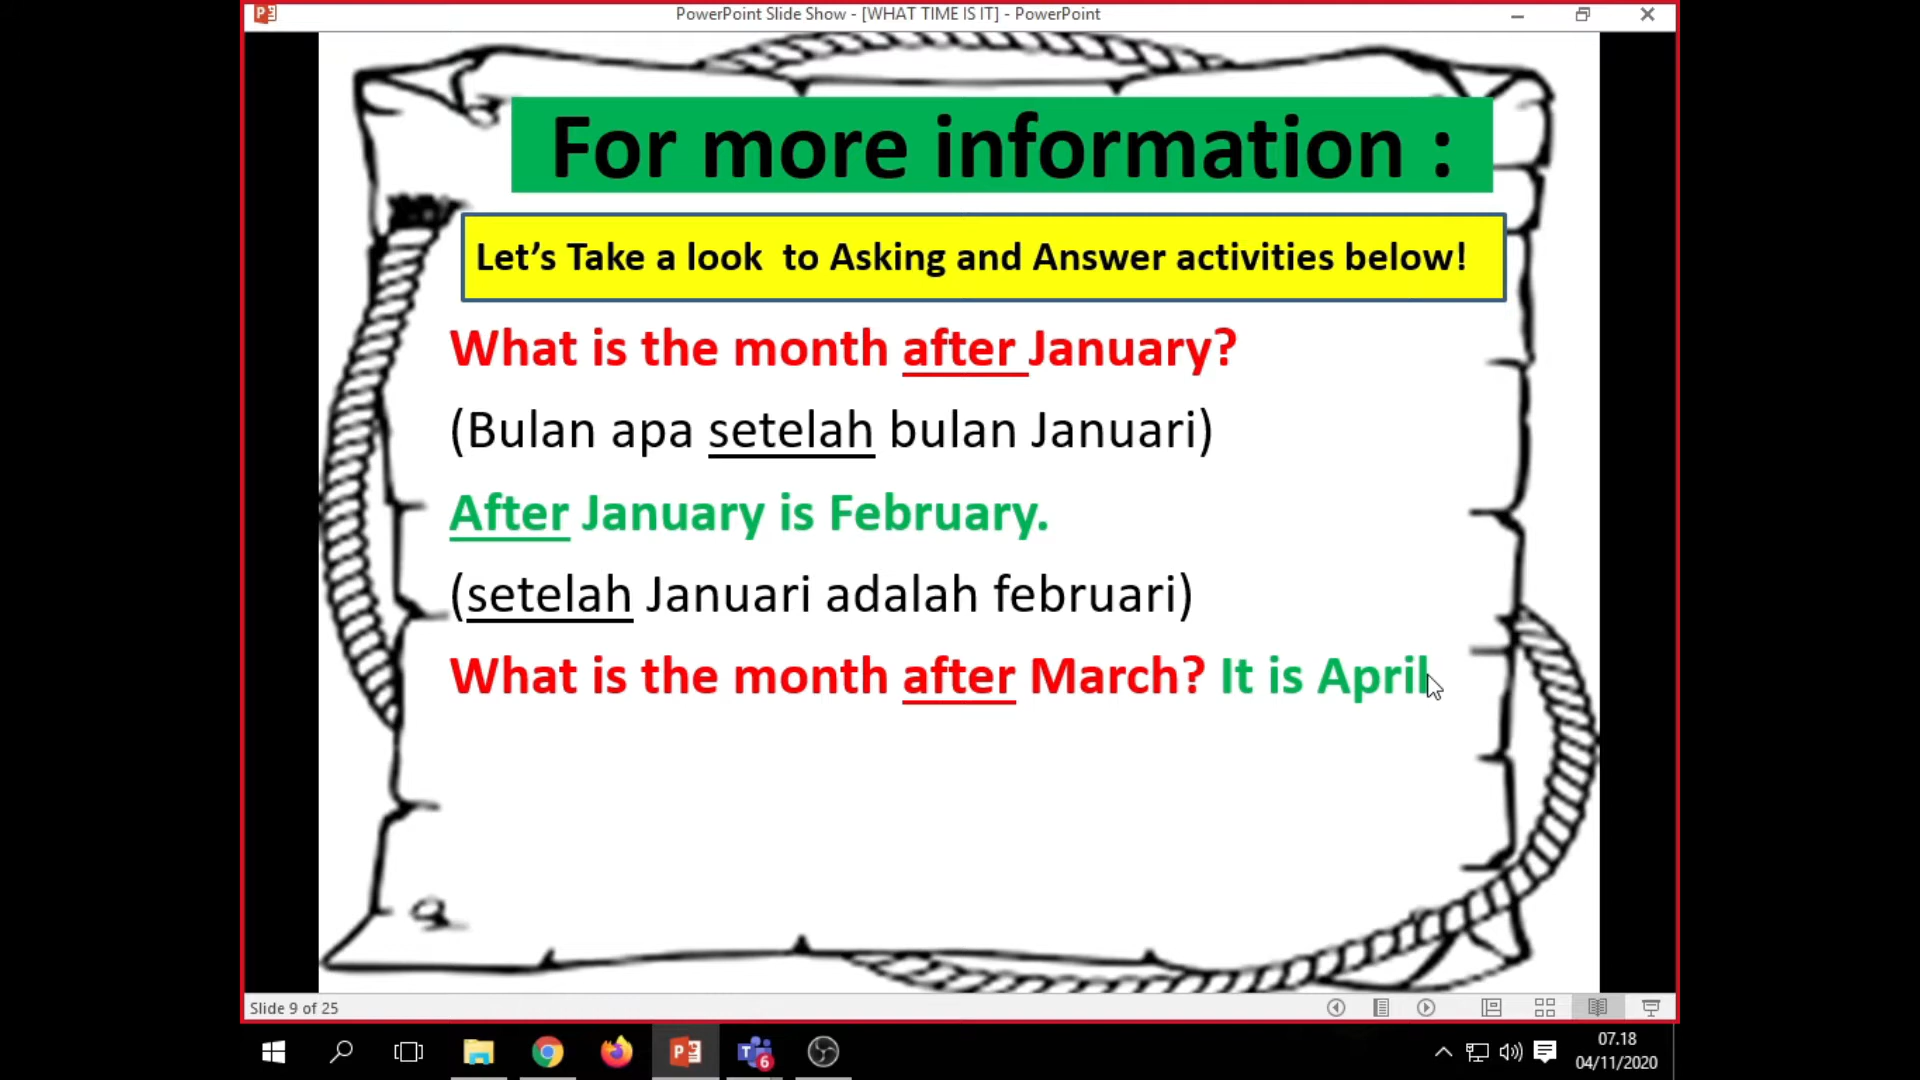 PowerPoint Slide Show - [WHAT TIME IS IT] - PowerPoint
For more information :
Let’s Take a look to Asking and Answer activities below!
What is the month after January?
(Bulan apa setelah bulan Januari)
After January is February.
(setelah Januari adalah februari)
What is the month after March? It is April
Slide 9 of 25
6
07.18
04/11/2020